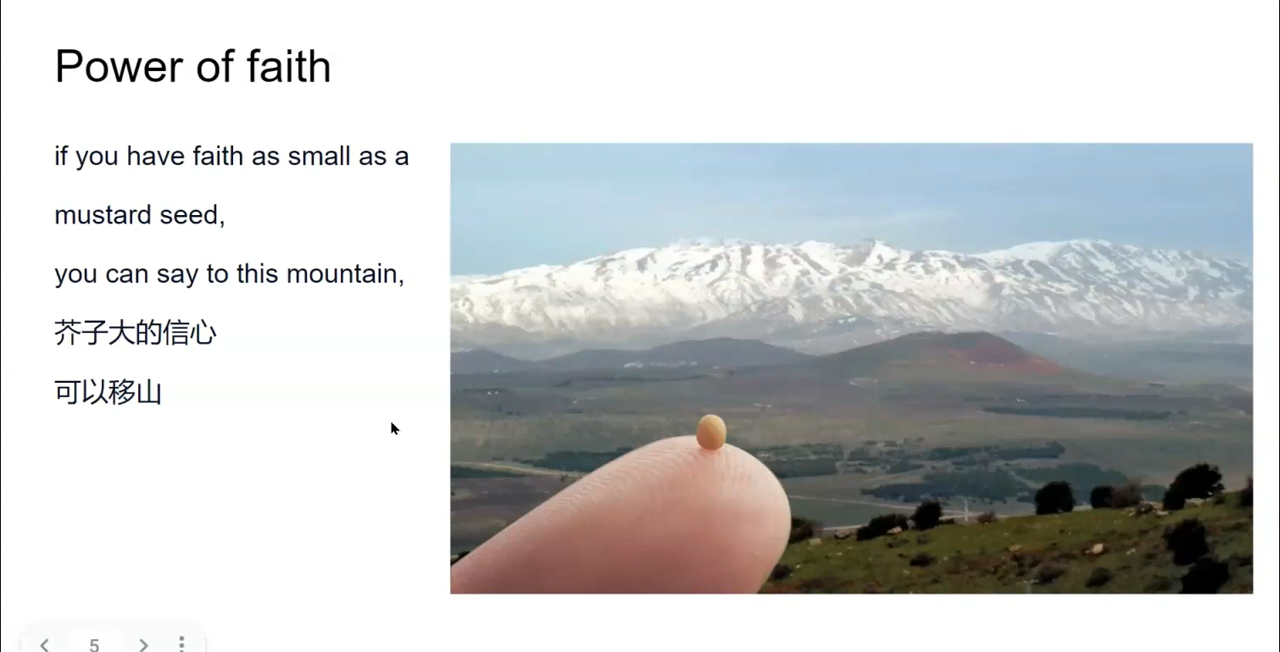 Power of faith
if you have faith as small as a
mustard seed,
you can say to this mountain,
芥子大的信心
可以移山
5